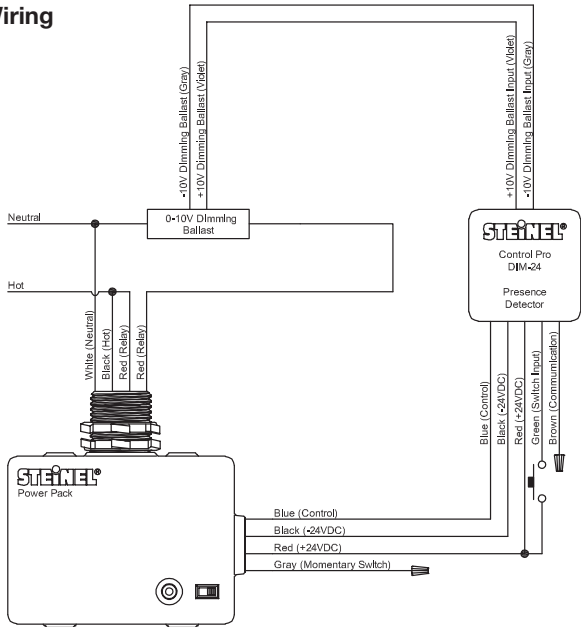 Wiring
-10V Dimming Ballast (Gray)
+10V Dimming Ballast (Violet)
+10V Dimming Ballast Input (Violet)
-10V Dimming Ballast Input (Gray)
Neutral
0-10V Dimming
Ballast
STEINEL®
Control Pro
DIM-24
Presence
Detector
Hot
White (Neutral)
Black (Hot)
Red (Relay)
Red (Relay)
Blue (Control)
Black (-24VDC)
Red (+24VDC)
Green (Switch Input)
Brown (Communication)
STEINEL®
Power Pack
Blue (Control)
Black (-24VDC)
Red (+24VDC)
Gray (Momentary Switch)